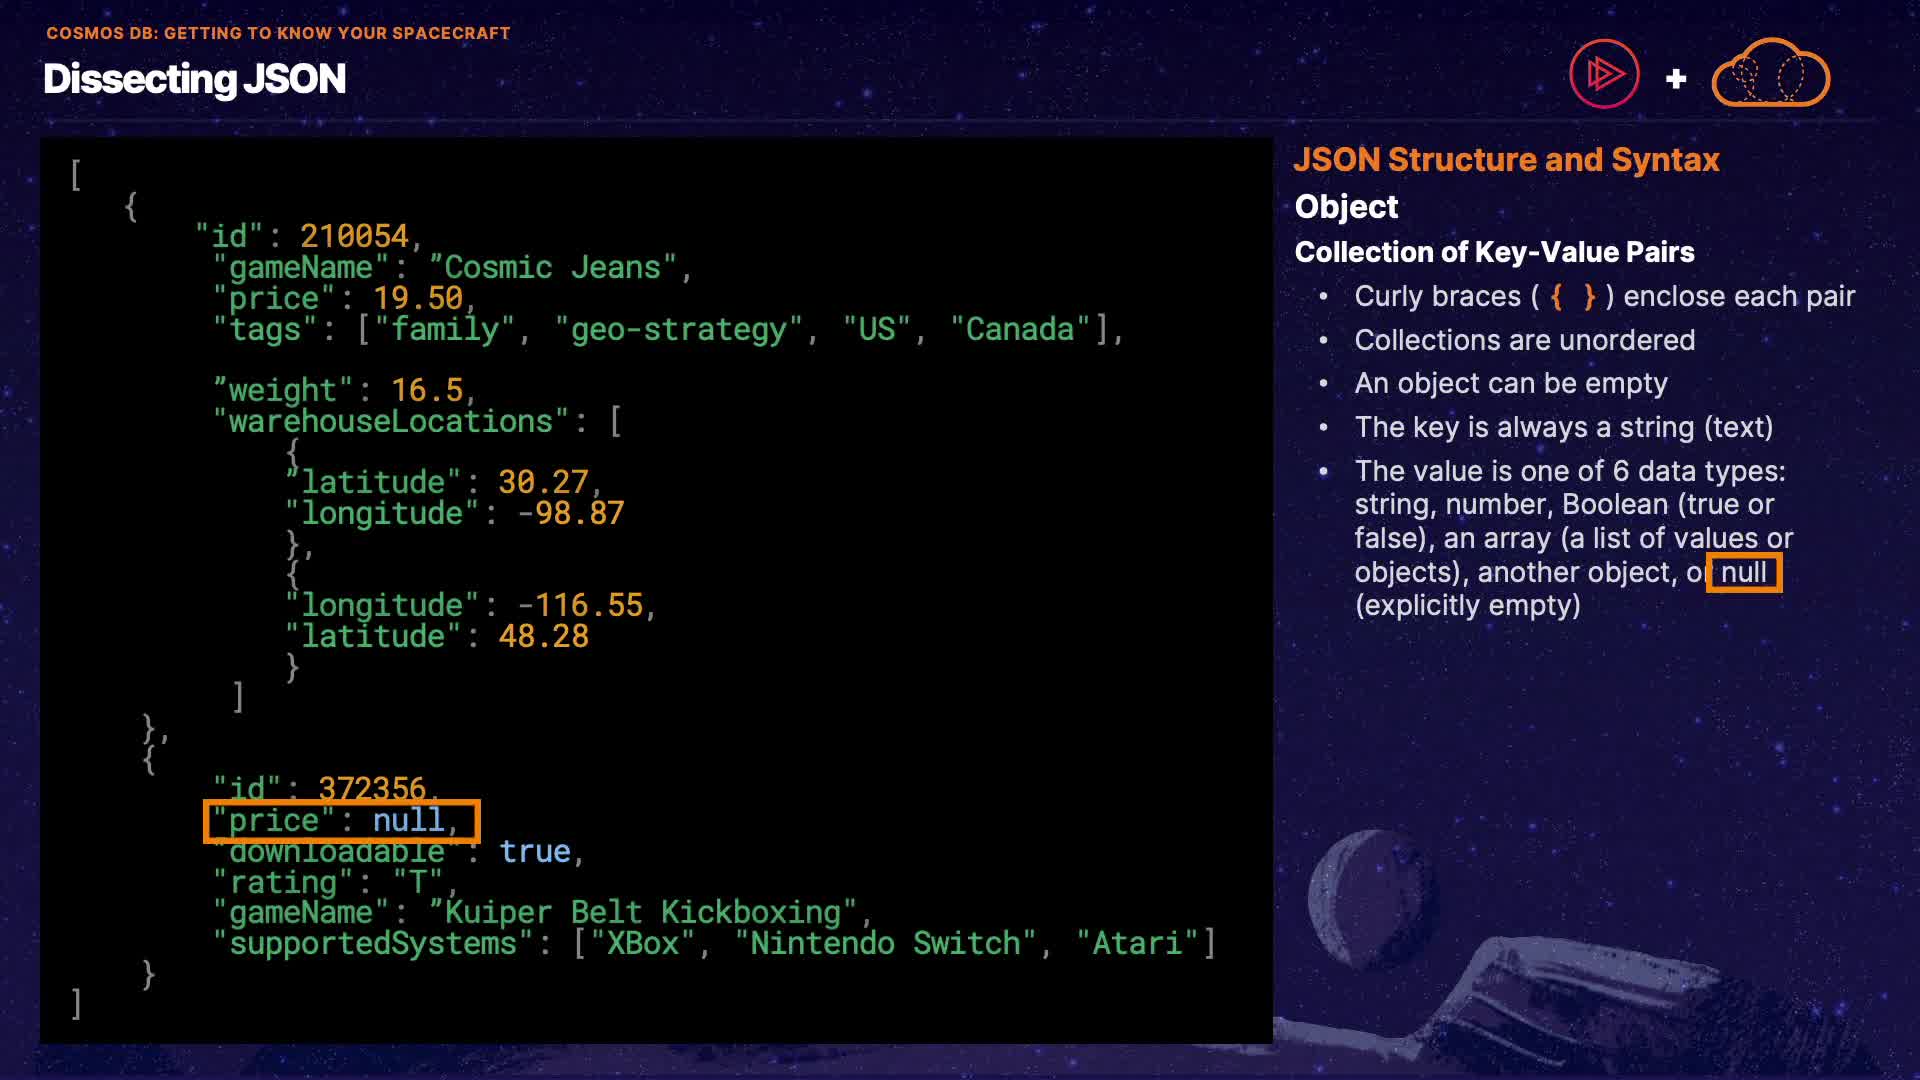 COSMOS DB: GETTING TO KNOW YOUR SPACECRAFT
Dissecting JSON
+
[
{
"id": 210054,
"gameName": ”Cosmic Jeans",
"price": 19.50,
"tags": ["family", "geo-strategy", "US", "Canada"],
”weight": 16.5,
"warehouseLocations": [
{
”latitude": 30.27,
"longitude": -98.87
},
{
"longitude": -116.55,
"latitude": 48.28
}
]
},
{
"id": 372356,
"price": null,
"downloadable": true,
"rating": "T",
"gameName": ”Kuiper Belt Kickboxing",
"supportedSystems": ["XBox", "Nintendo Switch", "Atari"]
}
]
JSON Structure and Syntax
Object
Collection of Key-Value Pairs
• Curly braces ( { } ) enclose each pair
• Collections are unordered
• An object can be empty
• The key is always a string (text)
• The value is one of 6 data types:
string, number, Boolean (true or
false), an array (a list of values or
objects), another object, or null
(explicitly empty)